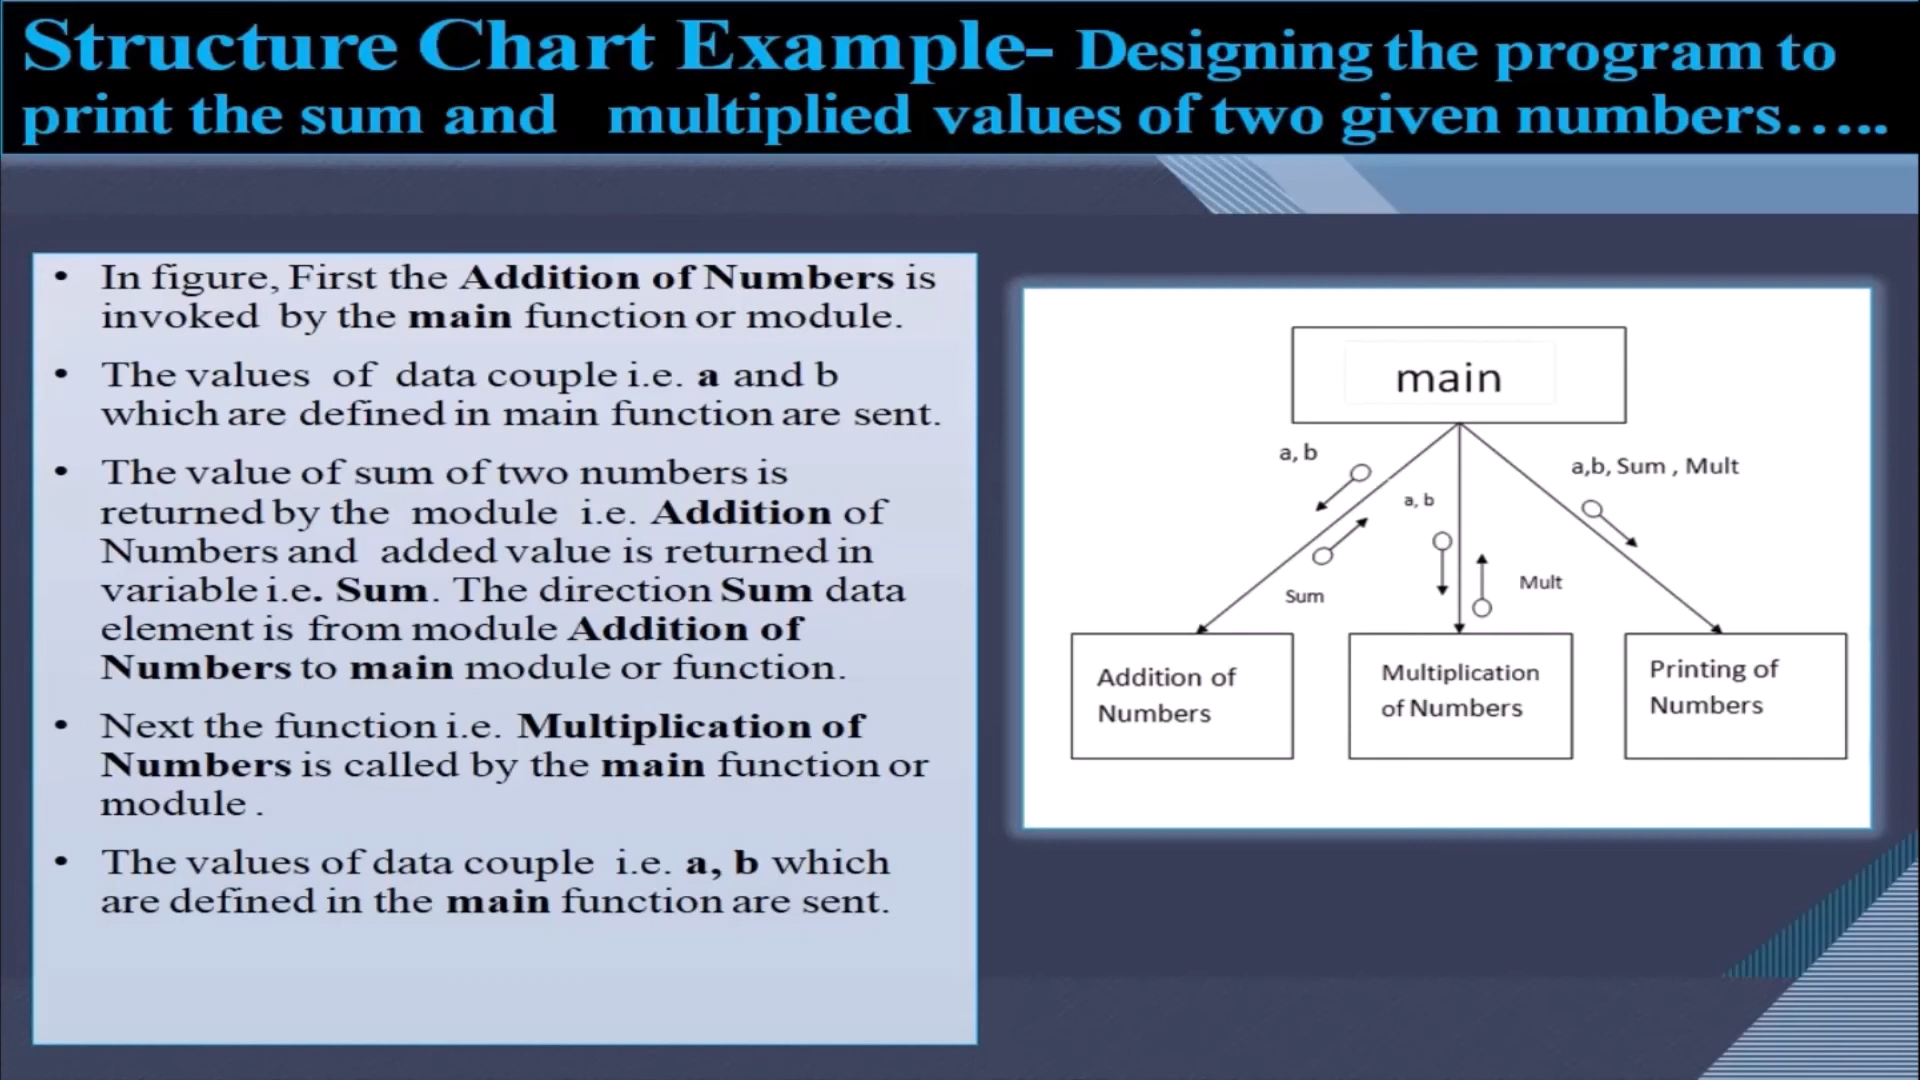 Structure Chart Example- Designing the program to
print the sum and multiplied values of two given numbers.....
• In figure, First the Addition of Numbers is
invoked by the main function or module.
• The values of data couple i.e. a and b
which are defined in main function are sent.
• The value of sum of two numbers is
returned by the module i.e. Addition of
Numbers and added value is returned in
variable i.e. Sum. The direction Sum data
element is from module Addition of
Numbers to main module or function.
• Next the function i.e. Multiplication of
Numbers is called by the main function or
module .
• The values of data couple i.e. a, b which
are defined in the main function are sent.
main
a, b
a,b, Sum , Mult
a, b
Mult
Sum
Addition of
Numbers
Multiplication
of Numbers
Printing of
Numbers